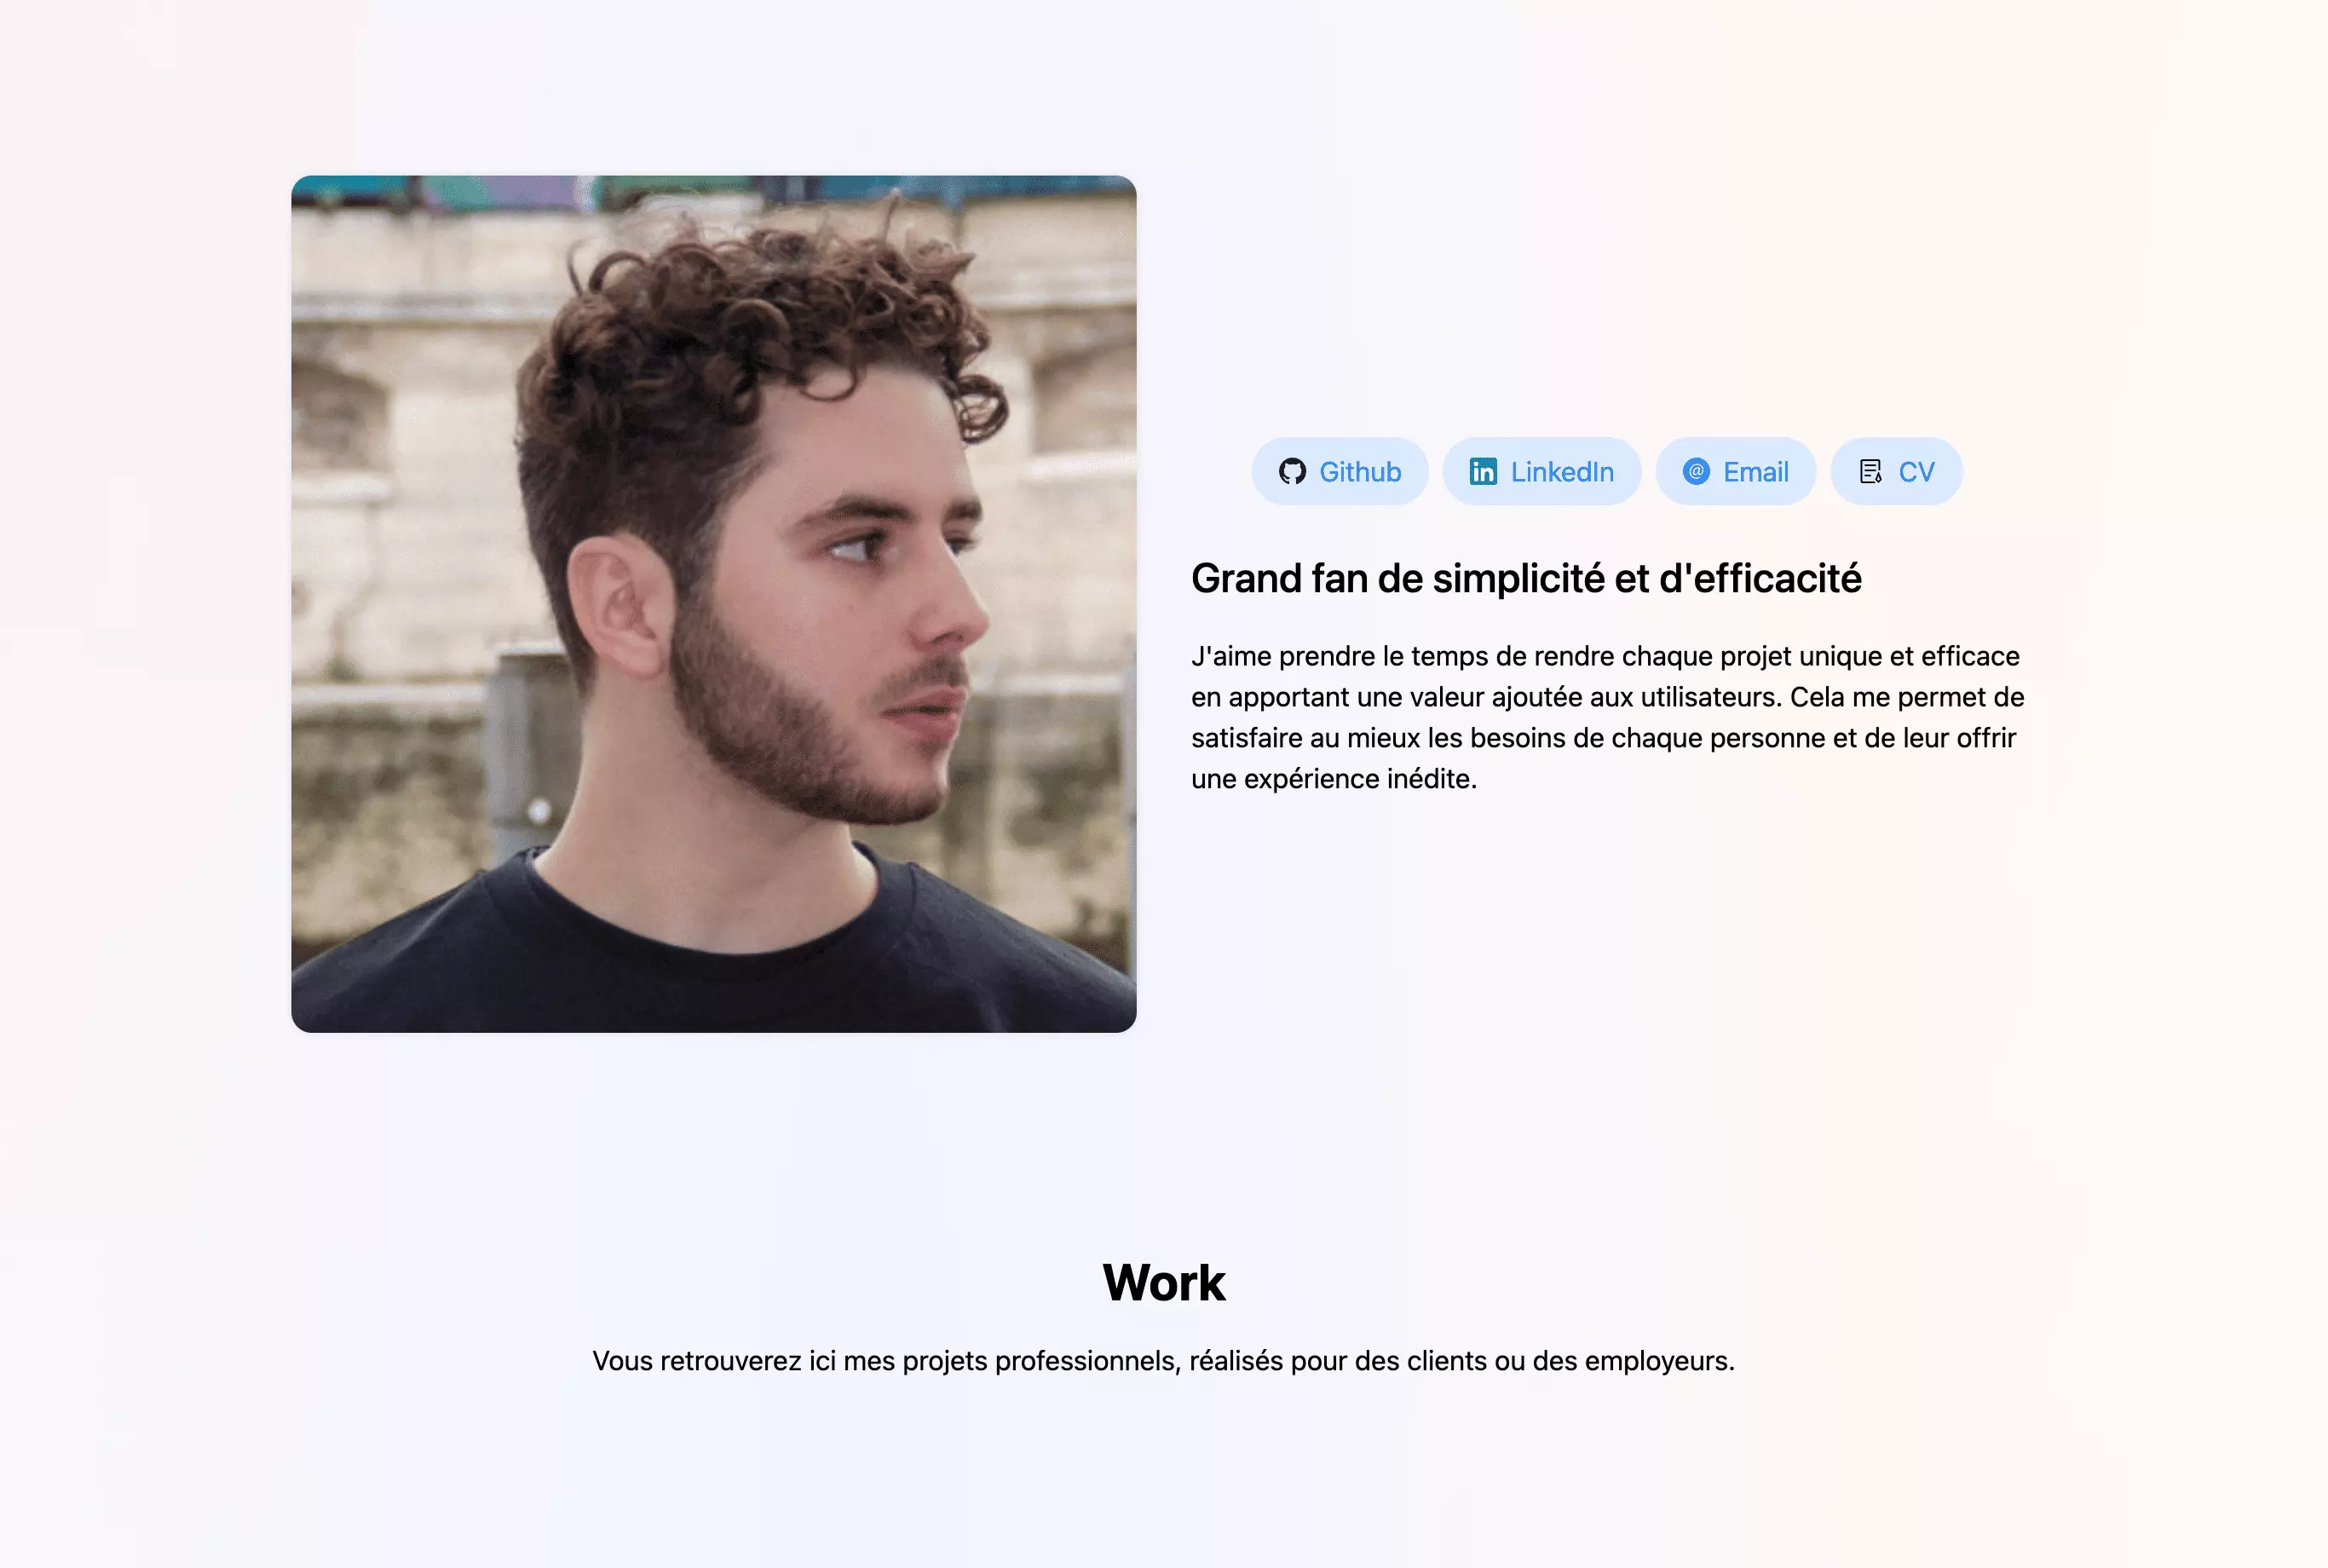 Github LinkedIn Email CV
Grand fan de simplicité et d'efficacité
J'aime prendre le temps de rendre chaque projet unique et efficace
en apportant une valeur ajoutée aux utilisateurs. Cela me permet de
satisfaire au mieux les besoins de chaque personne et de leur offrir
une expérience inédite.
Work
Vous retrouverez ici mes projets professionnels, réalisés pour des clients ou des employeurs.